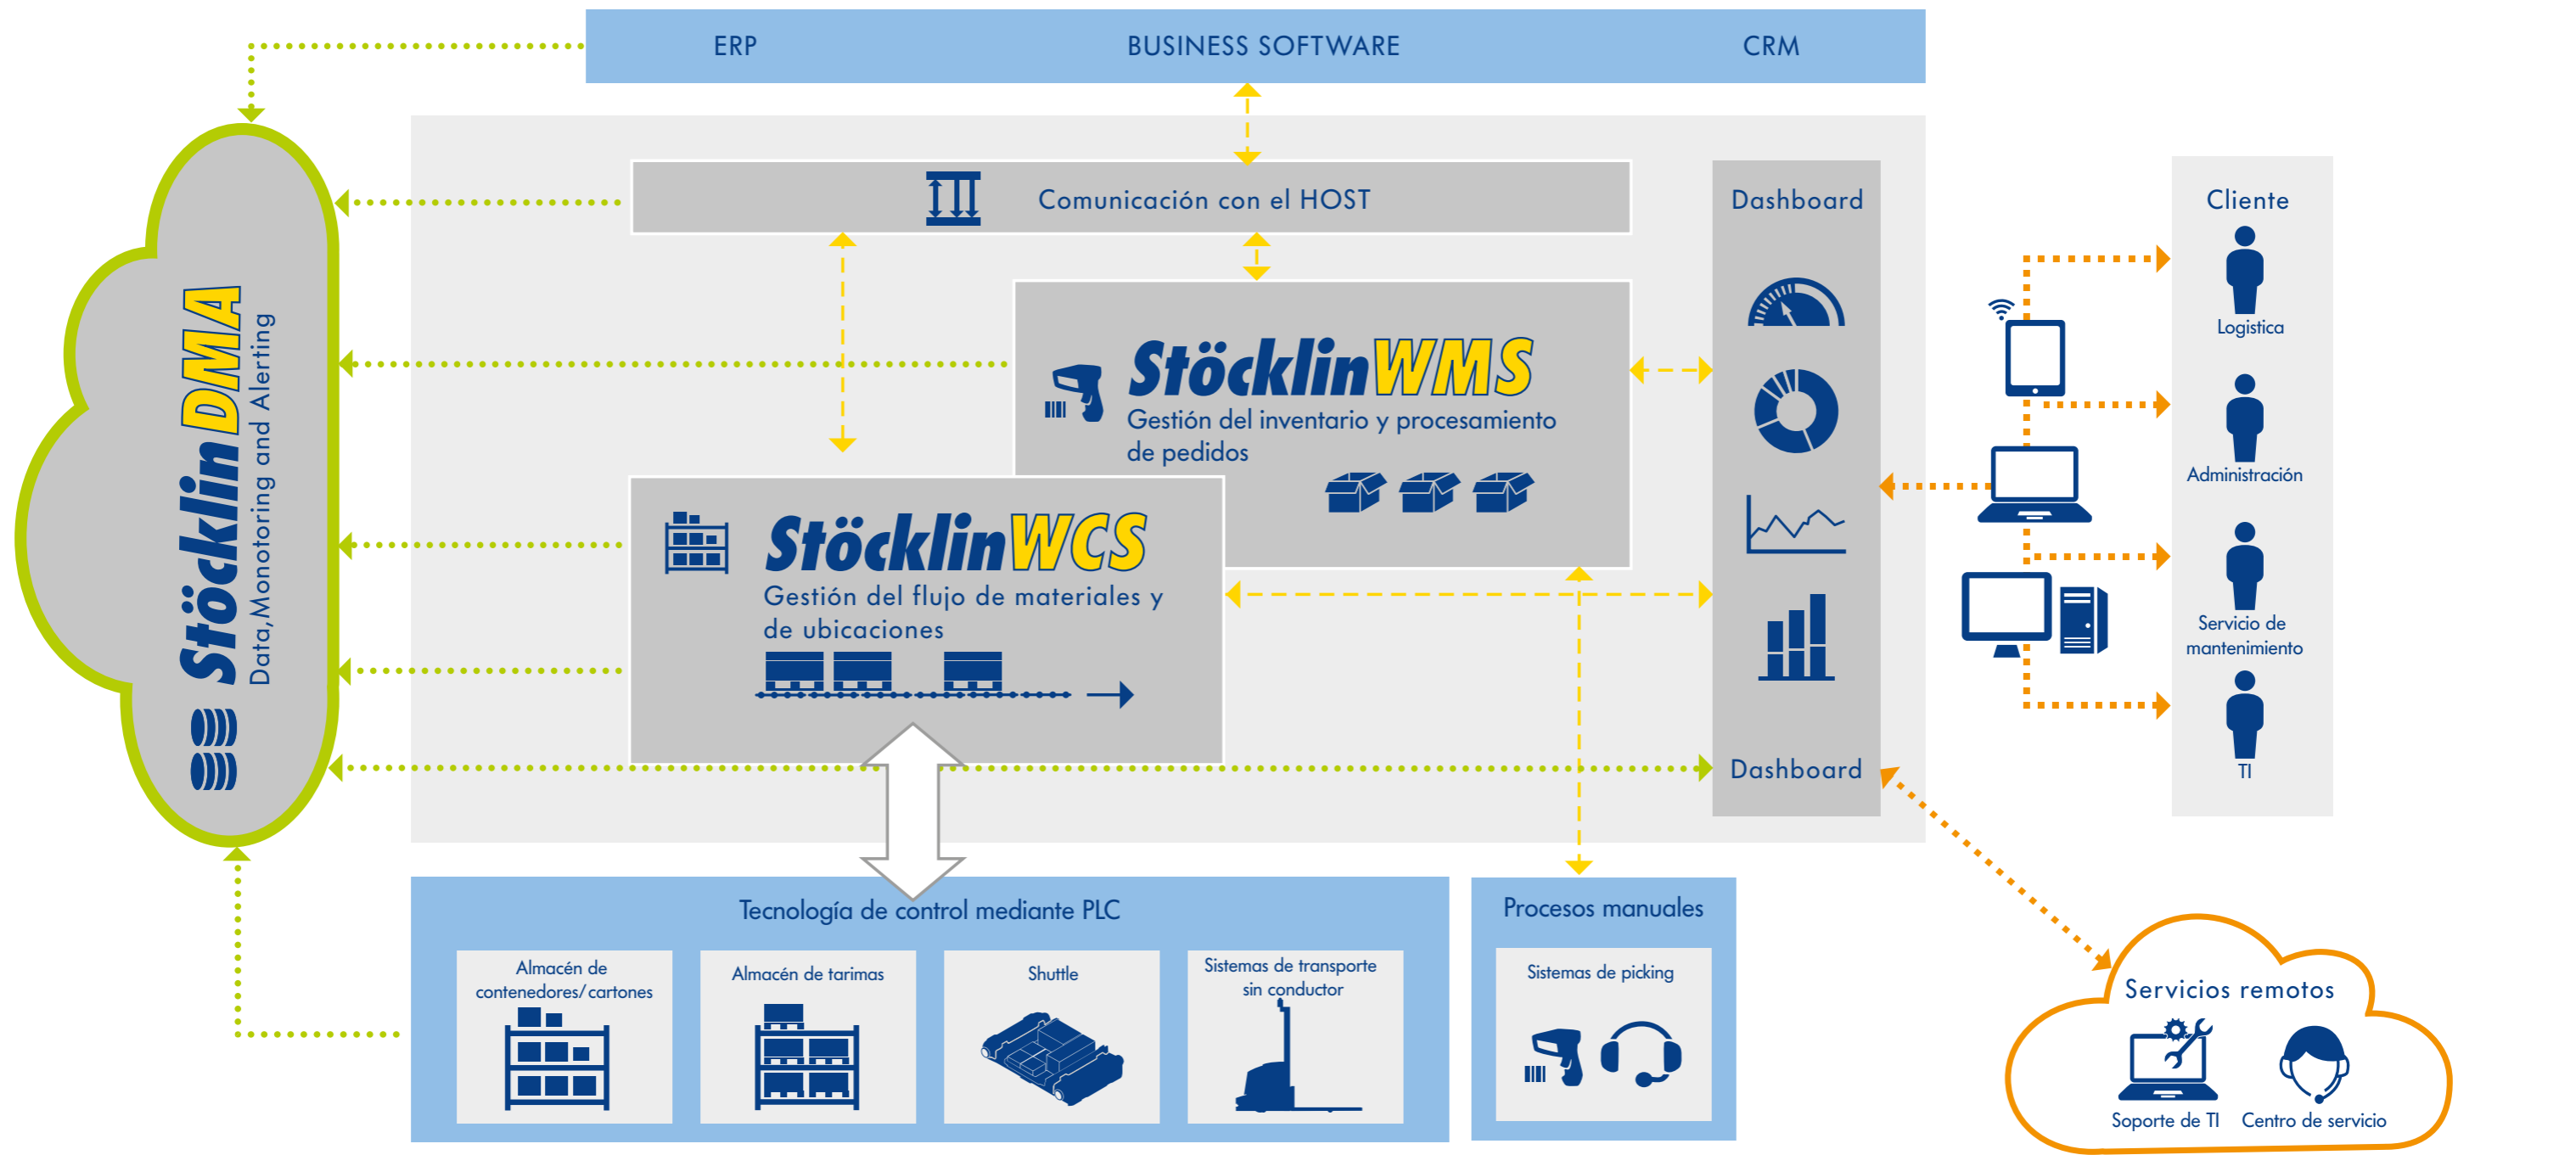 ERP
BUSINESS SOFTWARE
CRM
Comunicación con el HOST
Dashboard
Cliente
Logistica
Administración
Servicio de
mantenimiento
TI
StöcklinDMA
Data,Monotoring and Alerting
StöcklinWMS
Gestión del inventario y procesamiento
de pedidos
StöcklinWCS
Gestión del flujo de materiales y
de ubicaciones
Dashboard
Tecnología de control mediante PLC
Almacén de
contenedores/cartones
Almacén de tarimas
Shuttle
Sistemas de transporte
sin conductor
Procesos manuales
Sistemas de picking
Servicios remotos
Soporte de TI
Centro de servicio